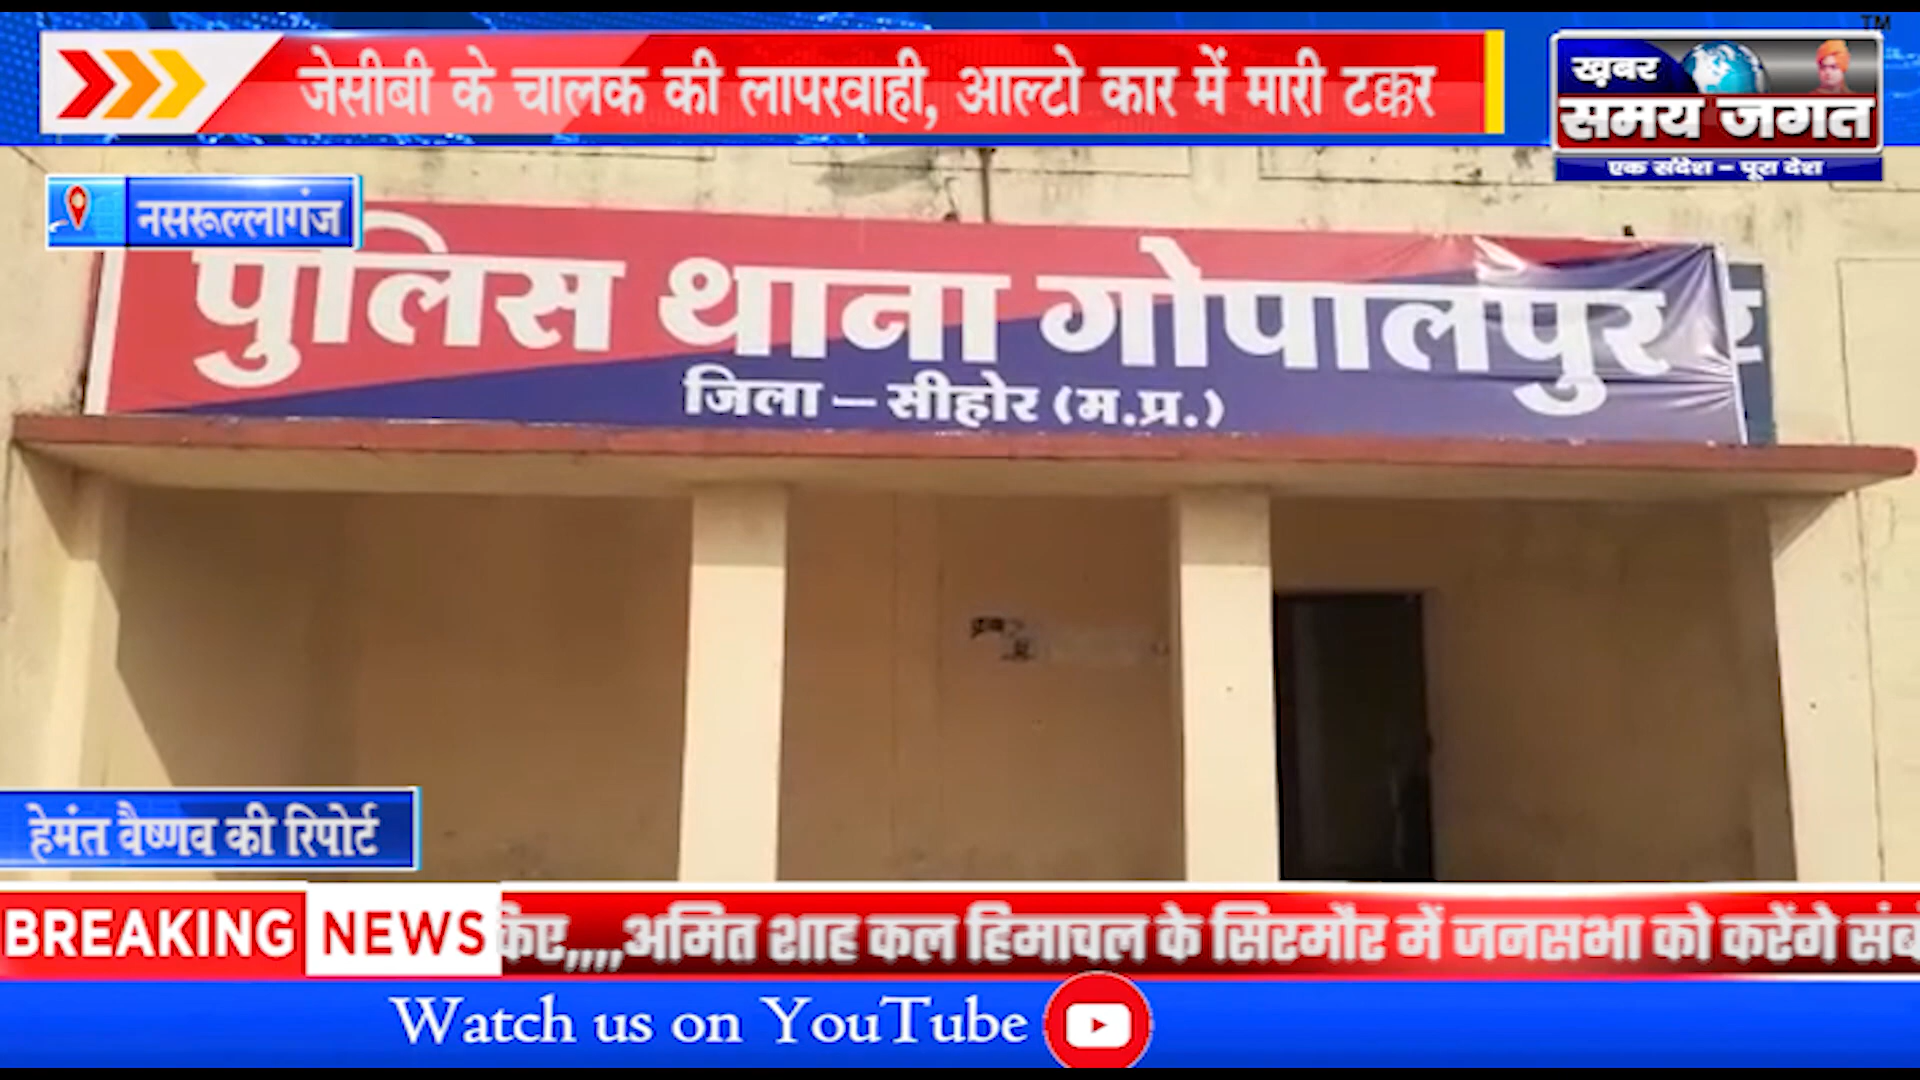 TM
जेसीबी के चालक की लापरवाही, आल्टो कार में मारी टक्कर
ख़बर
समय जगत
एक संदेश - पूरा देश
नसरूल्लागंज
पुलिस थाना गोपालपुर
र
जिला - सीहोर (म.प्र.)
हेमंत वैष्णव की रिपोर्ट
BREAKING NEWS
किए,,,,अमित शाह कल हिमाचल के सिरमौर में जनसभा को करेंगे
Watch us on YouTube